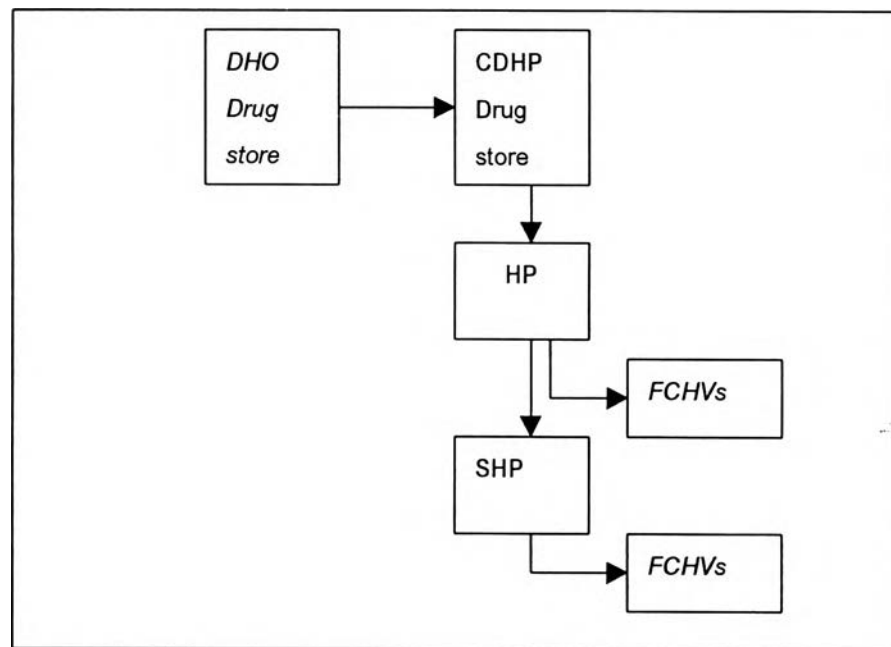 DHO
Drug
store
CDHP
Drug
store
HP
FCHVs
SHP
FCHVs